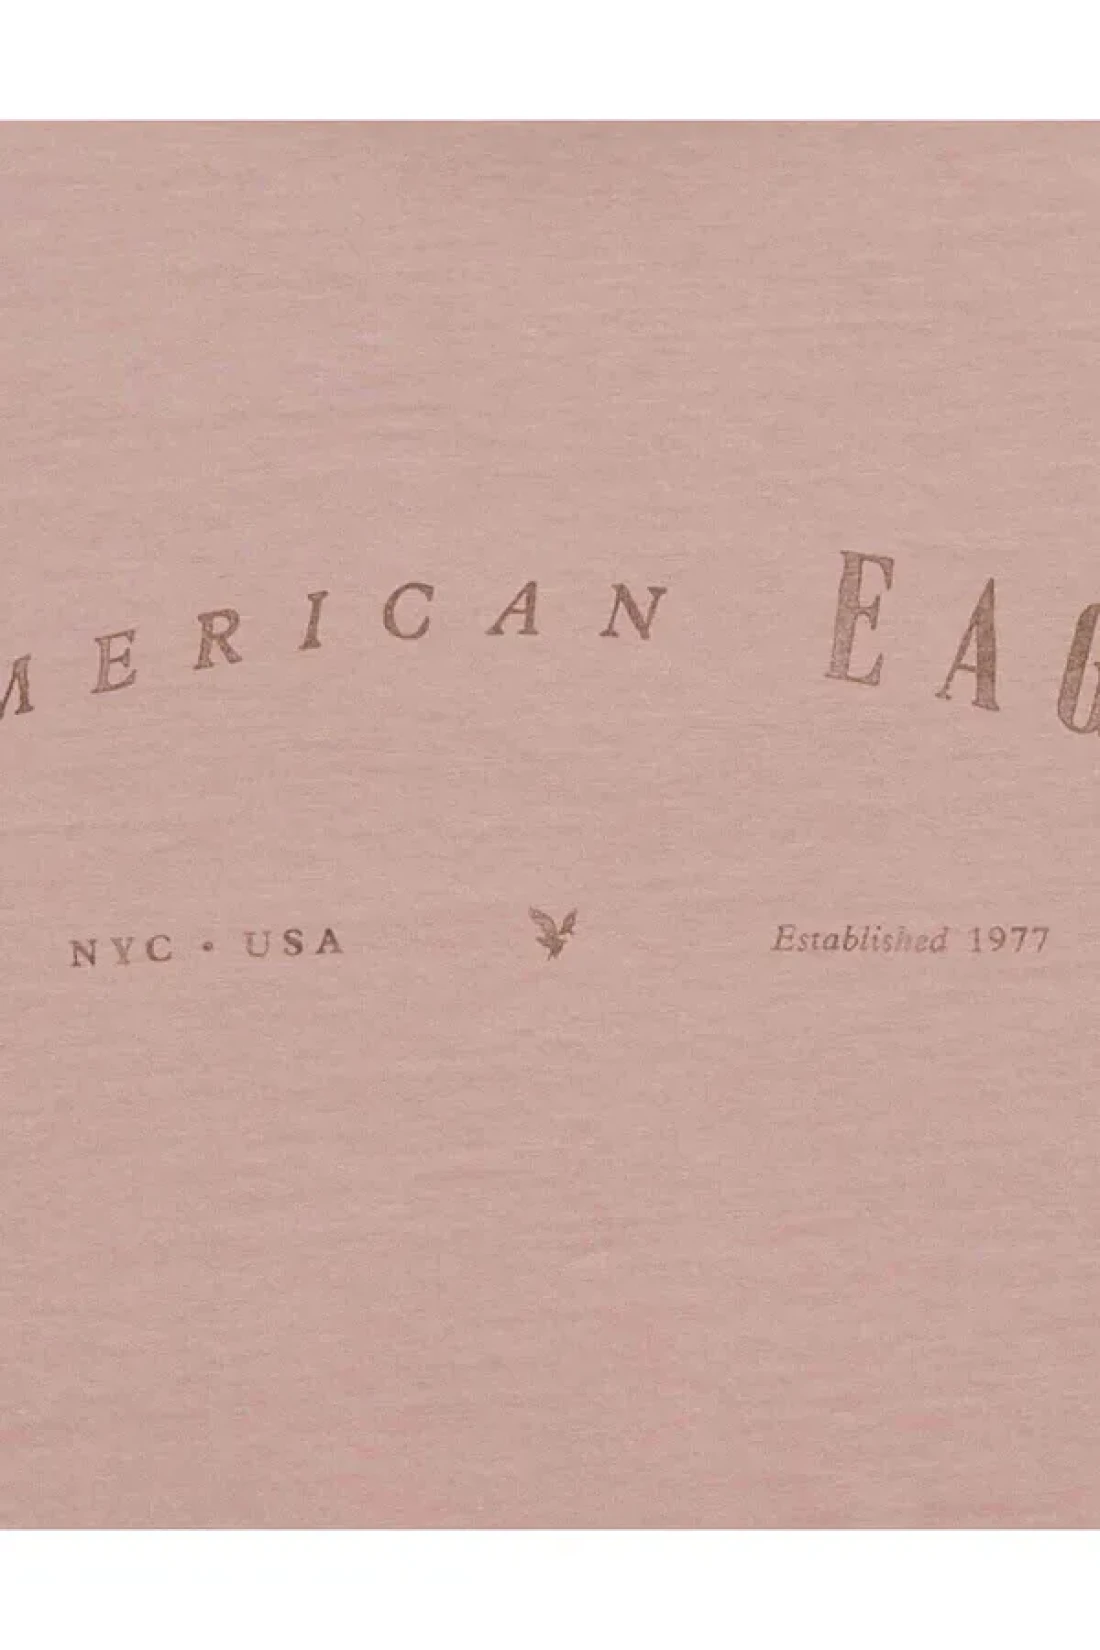 MERICAN EAG
NYC • USA Established 1977